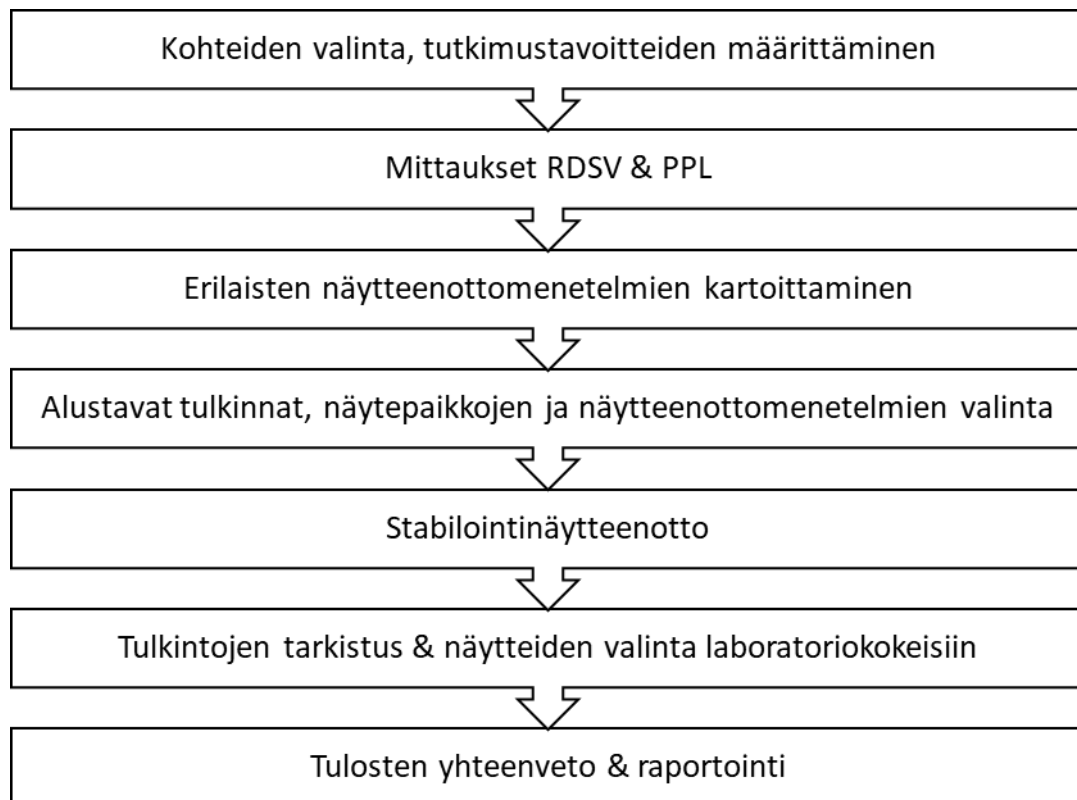 Kohteiden valinta, tutkimustavoitteiden määrittäminen
Mittaukset RDSV & PPL
Erilaisten näytteenottomenetelmien kartoittaminen
Alustavat tulkinnat, näytepaikkojen ja näytteenottomenetelmien valinta
Stabilointinäytteenotto
Tulkintojen tarkistus & näytteiden valinta laboratoriokokeisiin
Tulosten yhteenveto & raportointi